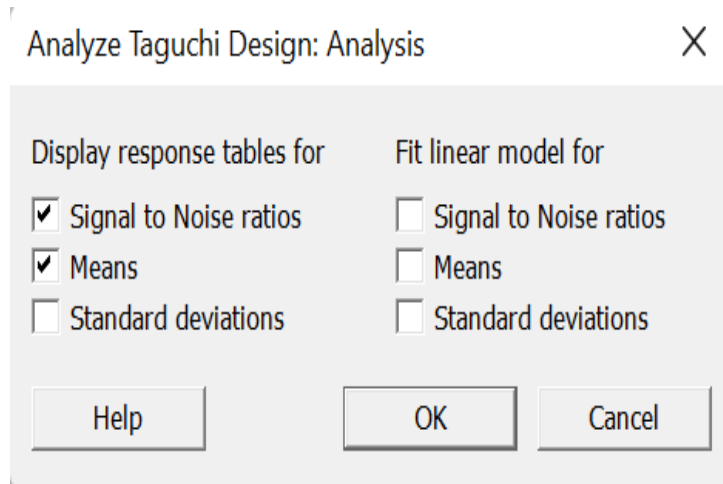 Analyze Taguchi Design: Analysis
Display response tables for
Signal to Noise ratios
Means
Standard deviations
Fit linear model for
Signal to Noise ratios
Means
Standard deviations
Help
OK
Cancel